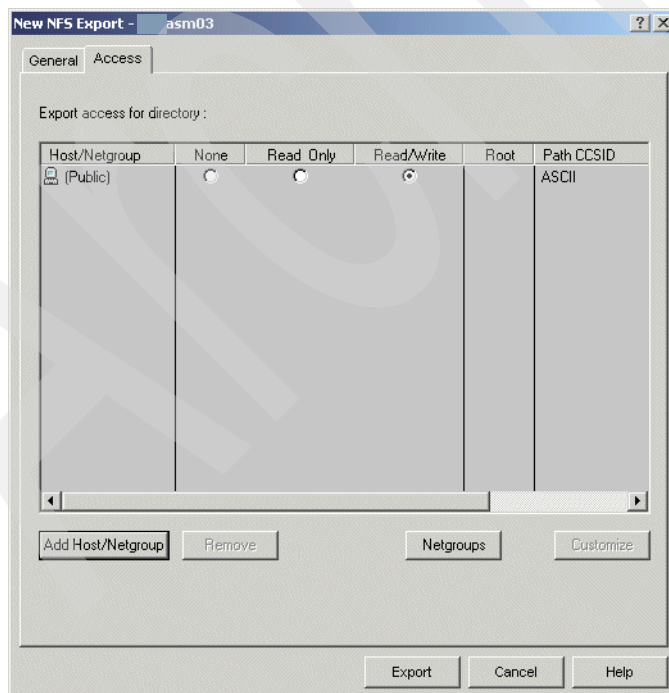 New NFS Export - asm03
General Access
Export access for directory :
Host/Netgroup None Read Only Read/Write Root Path CCSID
(Public) ASCII
Add Host/Netgroup Remove Netgroups Customize
Export Cancel Help